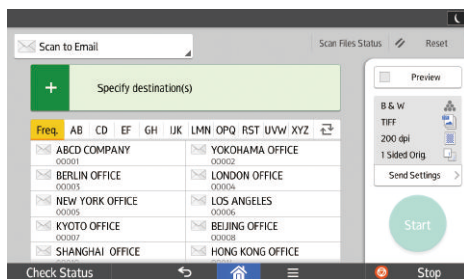 Scan to Email
Scan Files Status
Reset
Specify destination(s)
Preview
Freq. AB CD EF GH IJK LMN OPQ RST UVW XYZ
B & W
TIFF
200 dpi
1 Sided Orig.
Send Settings
Start
ABCD COMPANY
00001
YOKOHAMA OFFICE
00002
BERLIN OFFICE
00003
LONDON OFFICE
00004
NEW YORK OFFICE
00005
LOS ANGELES
00006
KYOTO OFFICE
00007
BEIJING OFFICE
00008
SHANGHAI OFFICE
HONG KONG OFFICE
Check Status
Stop